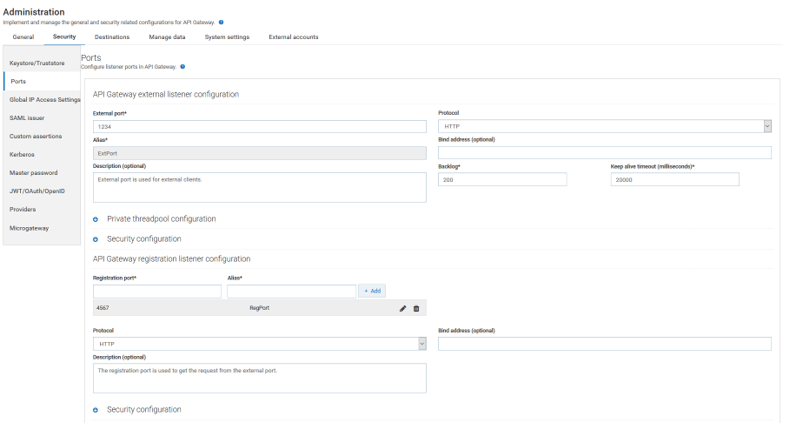 Administration
Implement and manage the general and security related configurations for API Gateway.
General Security Destinations Manage data System settings External accounts
Keystore/Truststore
Ports
Global IP Access Settings
SAML issuer
Custom assertions
Kerberos
Master password
JWT/OAuth/OpenID
Providers
Microgateway
Ports
Configure listener ports in API Gateway.
API Gateway external listener configuration
External port* Protocol
1234 HTTP
Alias* Bind address (optional)
ExtPort
Description (optional) Backlog* Keep alive timeout (milliseconds)*
External port is used for external clients. 200 20000
Private threadpool configuration
Security configuration
API Gateway registration listener configuration
Registration port* Alias*
+ Add
4567 RegPort
Protocol Bind address (optional)
HTTP
Description (optional)
The registration port is used to get the request from the external port.
Security configuration